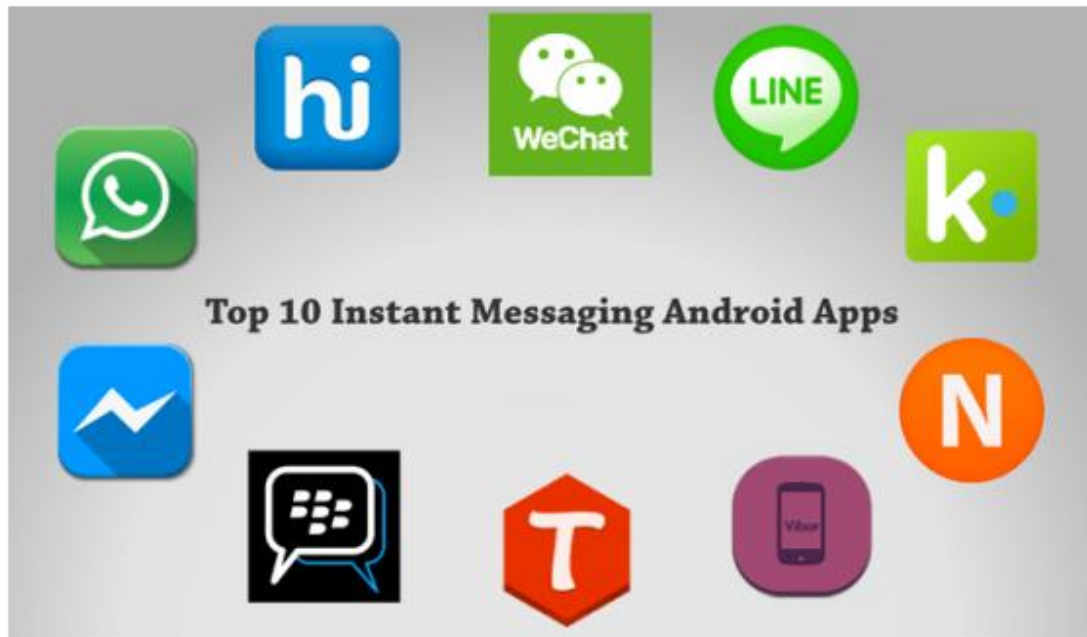 hi
WeChat
LINE
k
Top 10 Instant Messaging Android Apps
N
T
Viber